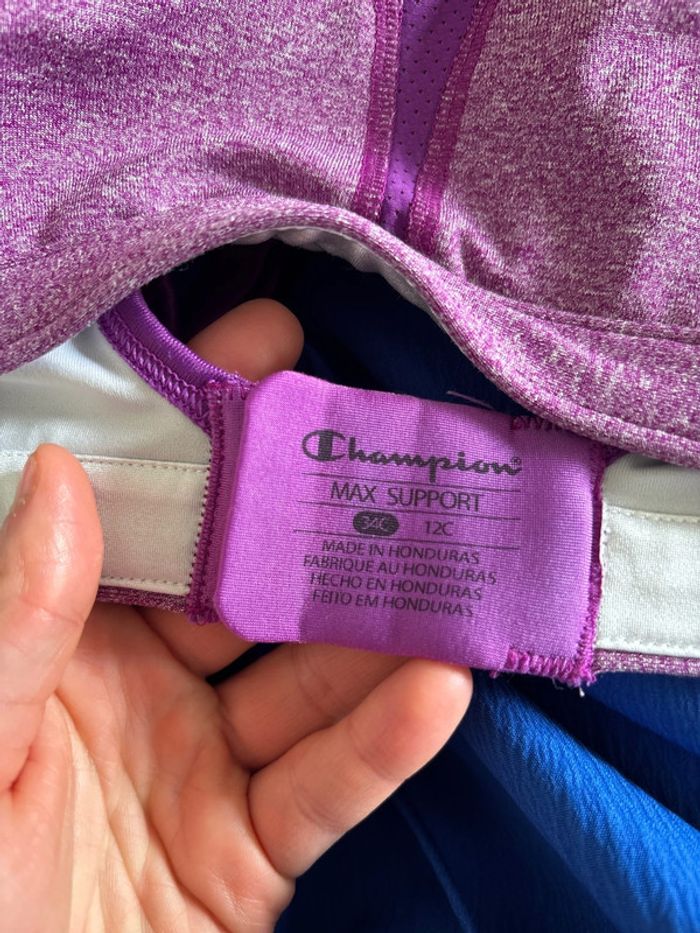 Champion
MAX SUPPORT
34C 12C
MADE IN HONDURAS
FABRIQUE AU HONDURAS
HECHO EN HONDURAS
FEITO EM HONDURAS